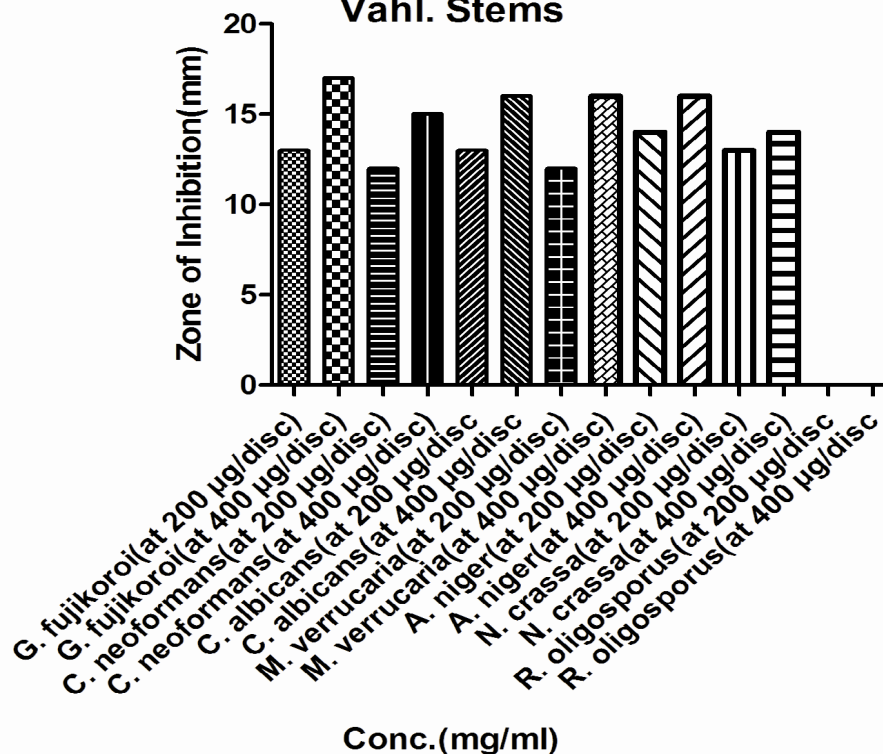 Vahl. Stems
Zone of Inhibition(mm)
20
15
10
5
0
G. fujikoroi(at 200 µg/disc)
G. fujikoroi(at 400 µg/disc)
C. neoformans(at 200 µg/disc)
C. neoformans(at 400 µg/disc)
C. albicans(at 200 µg/disc
C. albicans(at 400 µg/disc
M. verrucaria(at 200 µg/disc)
M. verrucaria(at 400 µg/disc)
A. niger(at 200 µg/disc)
A. niger(at 400 µg/disc)
N. crassa(at 200 µg/disc)
N. crassa(at 400 µg/disc)
R. oligosporus(at 200 µg/disc
R. oligosporus(at 400 µg/disc
Conc.(mg/ml)